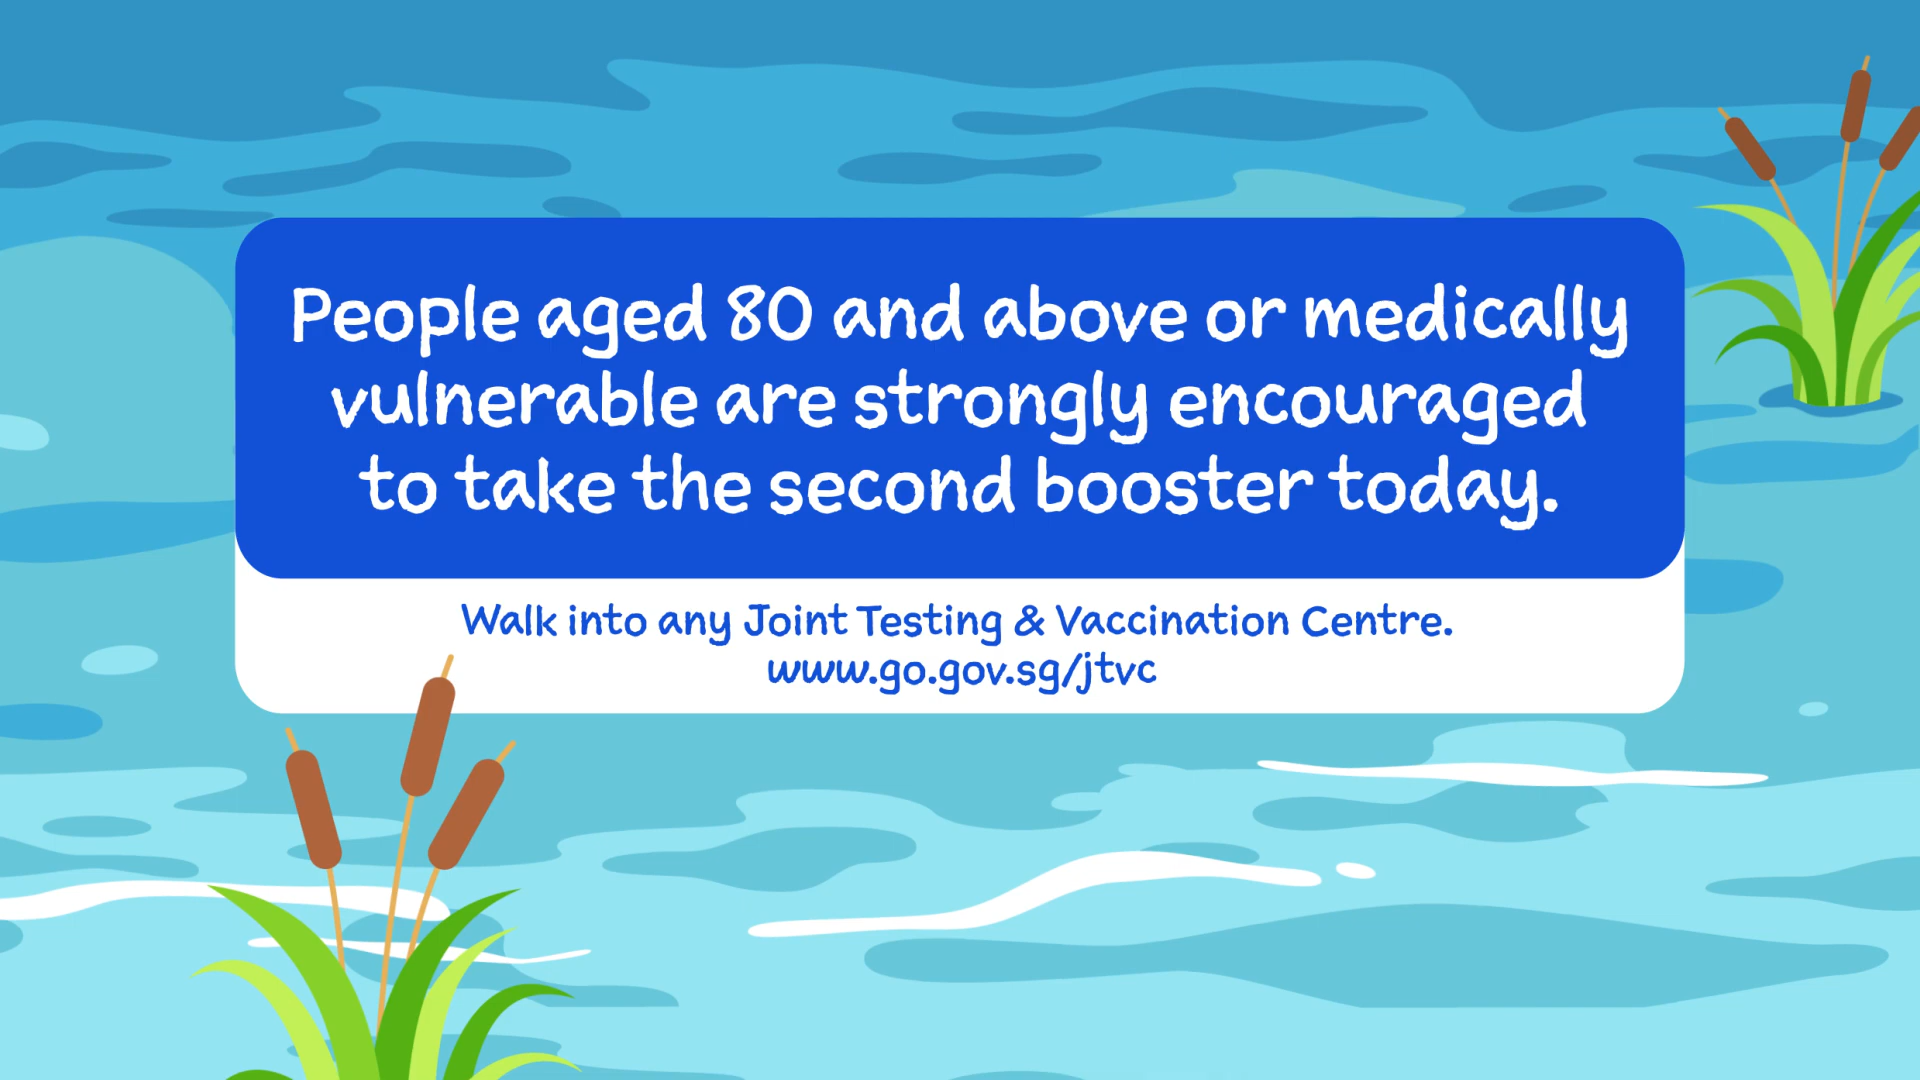 People aged 80 and above or medically
vulnerable are strongly encouraged
to take the second booster today.
Walk into any Joint Testing & Vaccination Centre.
www.go.gov.sg/jtvc